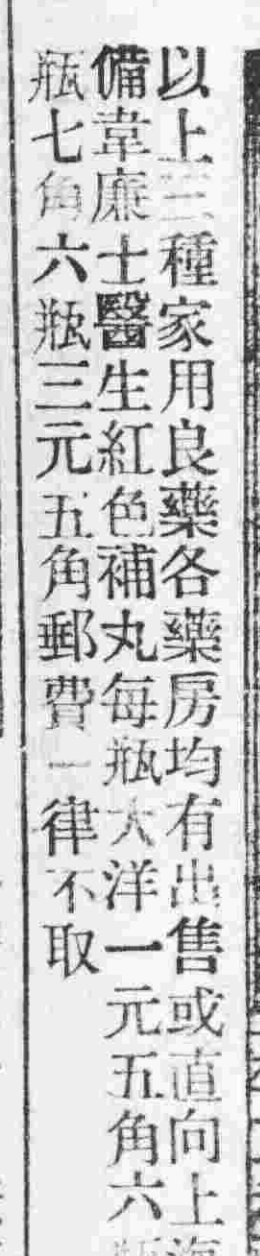 以上三種家用良藥各藥房均有出售或直向上海
備韋廉士醫生紅色補丸每瓶大洋一元五角六瓶
瓶七角六瓶三元五角郵費一律不取